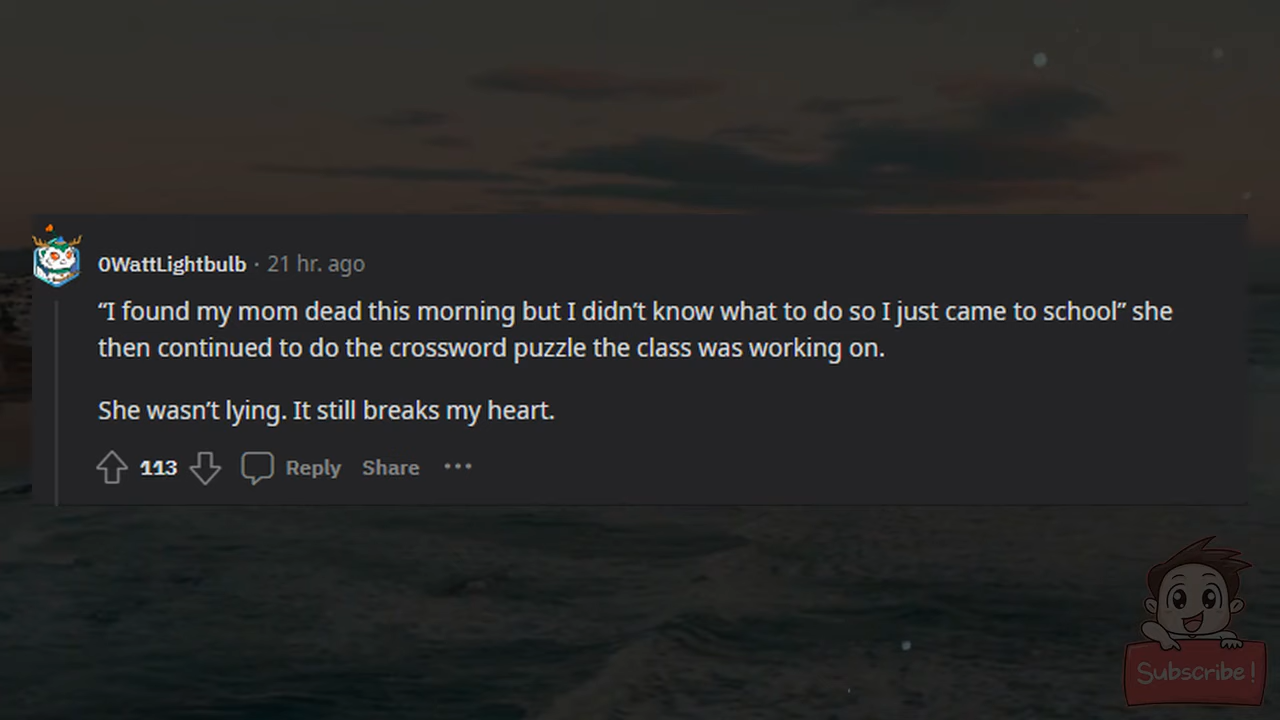 0WattLightbulb · 21 hr. ago
“I found my mom dead this morning but I didn’t know what to do so I just came to school” she
then continued to do the crossword puzzle the class was working on.
She wasn’t lying. It still breaks my heart.
113 Reply Share ···
Subscribe!